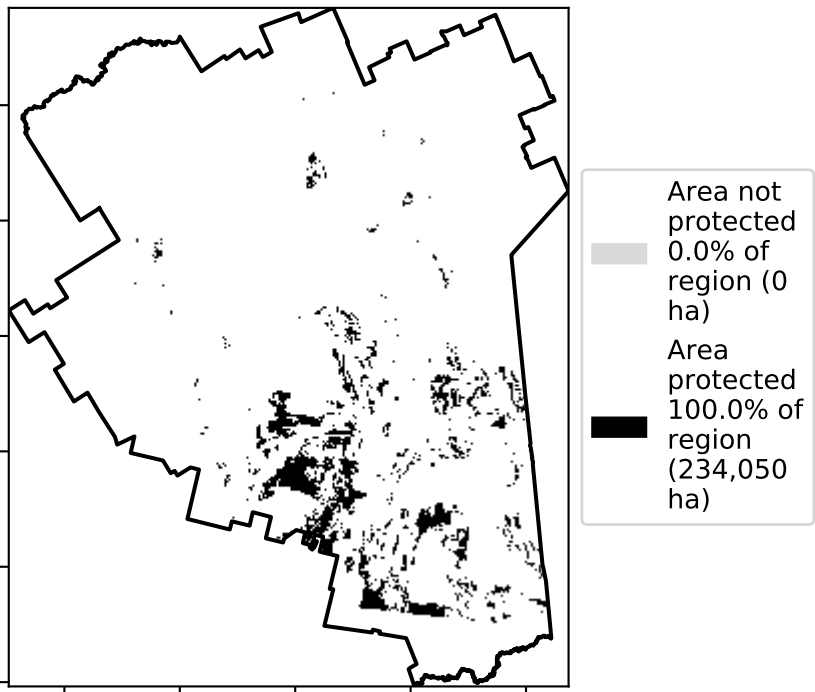 Area not
protected
0.0% of
region (0
ha)
Area
protected
100.0% of
region
(234,050
ha)